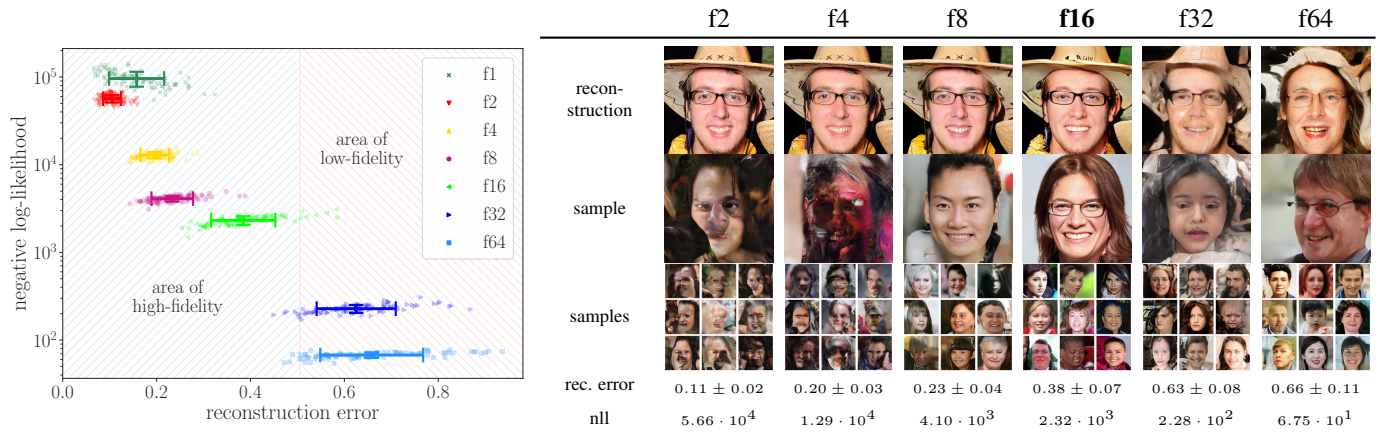 10^5
10^4
10^3
10^2
negative log-likelihood
0.0 0.2 0.4 0.6 0.8
reconstruction error
area of
low-fidelity
area of
high-fidelity
f1
f2
f4
f8
f16
f32
f64
f2 f4 f8 f16 f32 f64
recon-
struction
sample
samples
rec. error 0.11 ± 0.02 0.20 ± 0.03 0.23 ± 0.04 0.38 ± 0.07 0.63 ± 0.08 0.66 ± 0.11
nll 5.66 · 10^4 1.29 · 10^4 4.10 · 10^3 2.32 · 10^3 2.28 · 10^2 6.75 · 10^1